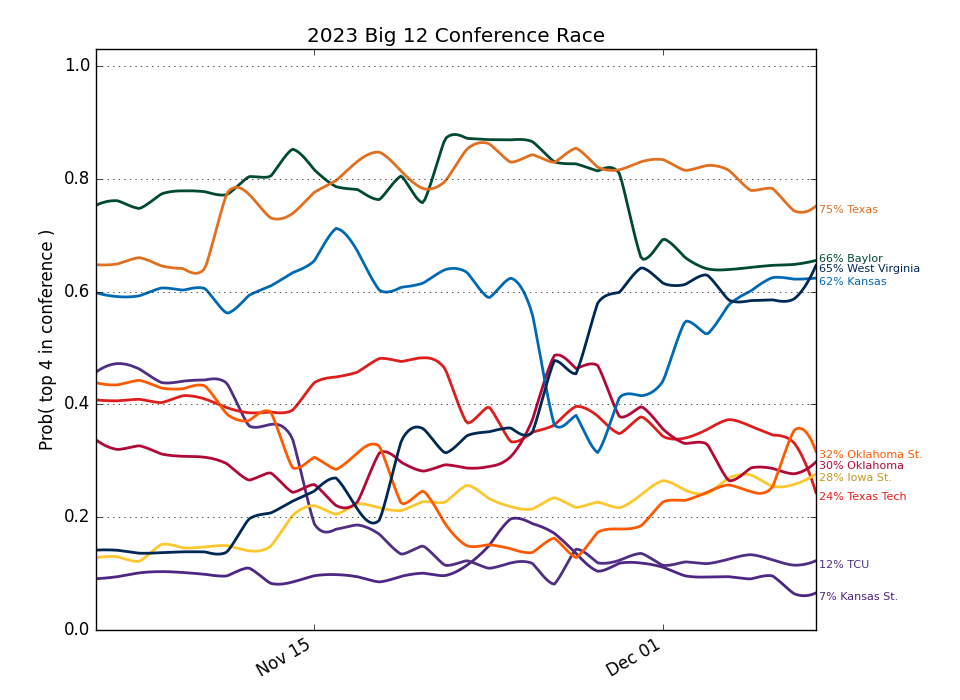 2023 Big 12 Conference Race
Prob( top 4 in conference )
1.0
0.8
0.6
0.4
0.2
0.0
75% Texas
66% Baylor
65% West Virginia
62% Kansas
32% Oklahoma St.
30% Oklahoma
28% Iowa St.
24% Texas Tech
12% TCU
7% Kansas St.
Nov 15
Dec 01